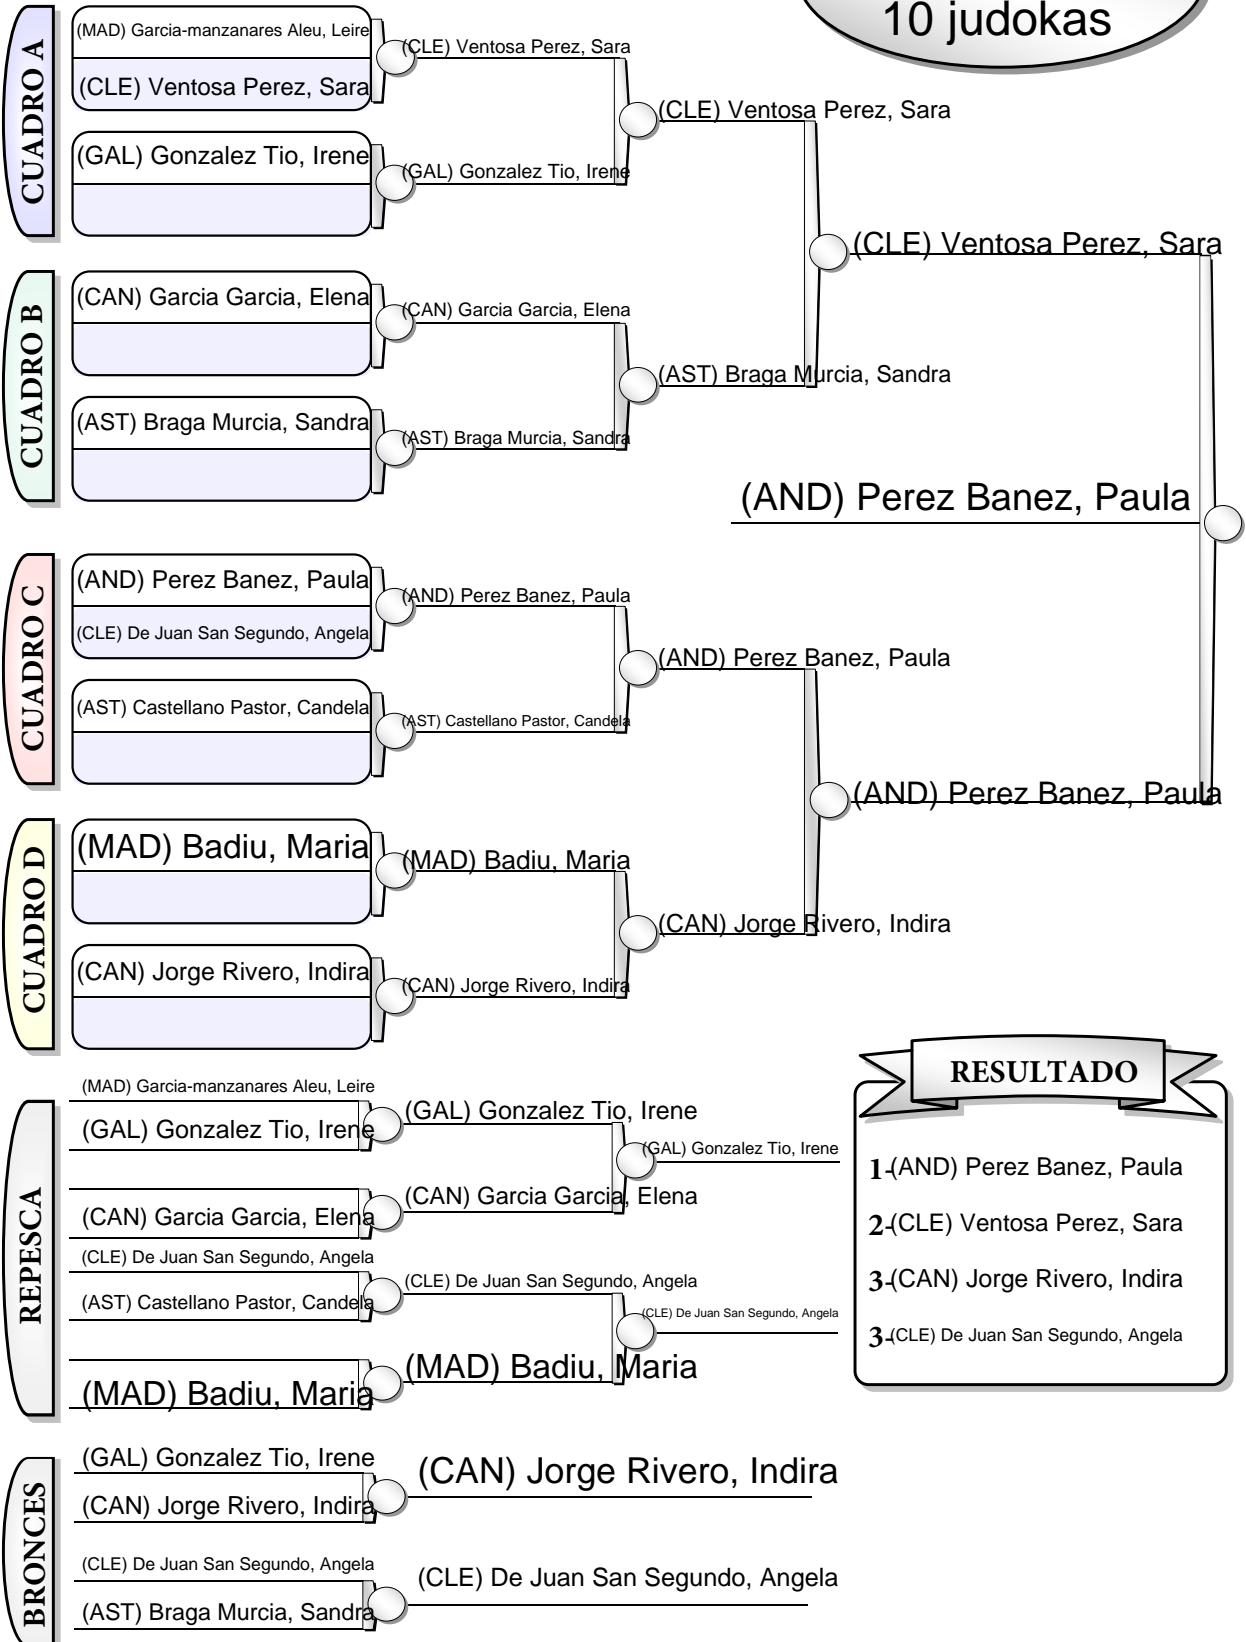 10 judokas
CUADRO A
(MAD) Garcia-manzanares Aleu, Leire
(CLE) Ventosa Perez, Sara
(GAL) Gonzalez Tio, Irene
(CLE) Ventosa Perez, Sara
(GAL) Gonzalez Tio, Irene
(CLE) Ventosa Perez, Sara
(CLE) Ventosa Perez, Sara
CUADRO B
(CAN) Garcia Garcia, Elena
(AST) Braga Murcia, Sandra
(CAN) Garcia Garcia, Elena
(AST) Braga Murcia, Sandra
(AST) Braga Murcia, Sandra
(AND) Perez Banez, Paula
CUADRO C
(AND) Perez Banez, Paula
(CLE) De Juan San Segundo, Angela
(AST) Castellano Pastor, Candela
(AND) Perez Banez, Paula
(AST) Castellano Pastor, Candela
(AND) Perez Banez, Paula
(AND) Perez Banez, Paula
CUADRO D
(MAD) Badiu, Maria
(CAN) Jorge Rivero, Indira
(MAD) Badiu, Maria
(CAN) Jorge Rivero, Indira
(CAN) Jorge Rivero, Indira
REPESCA
(MAD) Garcia-manzanares Aleu, Leire
(GAL) Gonzalez Tio, Irene
(CAN) Garcia Garcia, Elena
(CLE) De Juan San Segundo, Angela
(AST) Castellano Pastor, Candela
(MAD) Badiu, Maria
(GAL) Gonzalez Tio, Irene
(CAN) Garcia Garcia, Elena
(CLE) De Juan San Segundo, Angela
(MAD) Badiu, Maria
(GAL) Gonzalez Tio, Irene
(CLE) De Juan San Segundo, Angela
RESULTADO
1-(AND) Perez Banez, Paula
2-(CLE) Ventosa Perez, Sara
3-(CAN) Jorge Rivero, Indira
3-(CLE) De Juan San Segundo, Angela
BRONCES
(GAL) Gonzalez Tio, Irene
(CAN) Jorge Rivero, Indira
(CAN) Jorge Rivero, Indira
(CLE) De Juan San Segundo, Angela
(AST) Braga Murcia, Sandra
(CLE) De Juan San Segundo, Angela